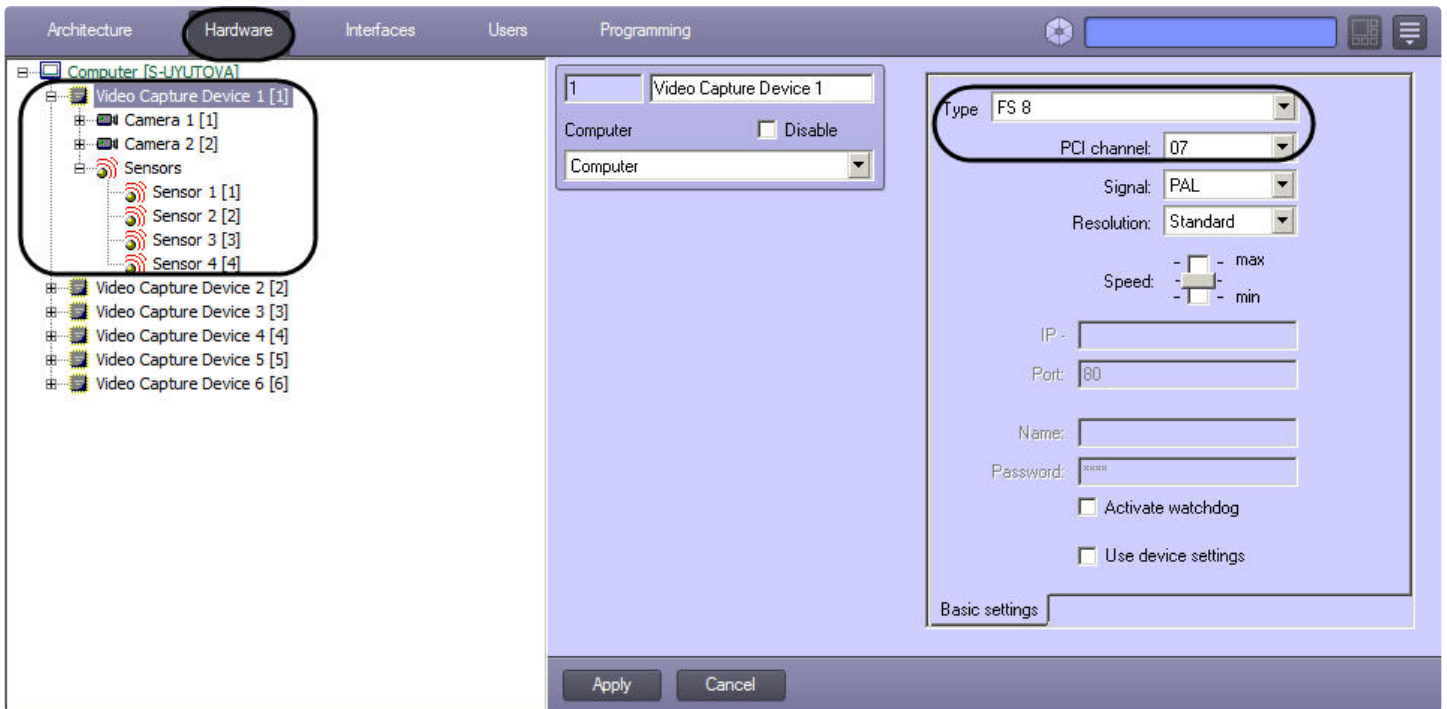 Architecture Hardware Interfaces Users Programming
Computer [S-UYUTOVA]
Video Capture Device 1 [1]
Camera 1 [1]
Camera 2 [2]
Sensors
Sensor 1 [1]
Sensor 2 [2]
Sensor 3 [3]
Sensor 4 [4]
Video Capture Device 2 [2]
Video Capture Device 3 [3]
Video Capture Device 4 [4]
Video Capture Device 5 [5]
Video Capture Device 6 [6]
1 Video Capture Device 1
Computer Disable
Computer
Type FS 8
PCI channel: 07
Signal: PAL
Resolution: Standard
- - max
Speed: - -
- - min
IP -
Port: 80
Name:
Password: ****
Activate watchdog
Use device settings
Basic settings
Apply Cancel